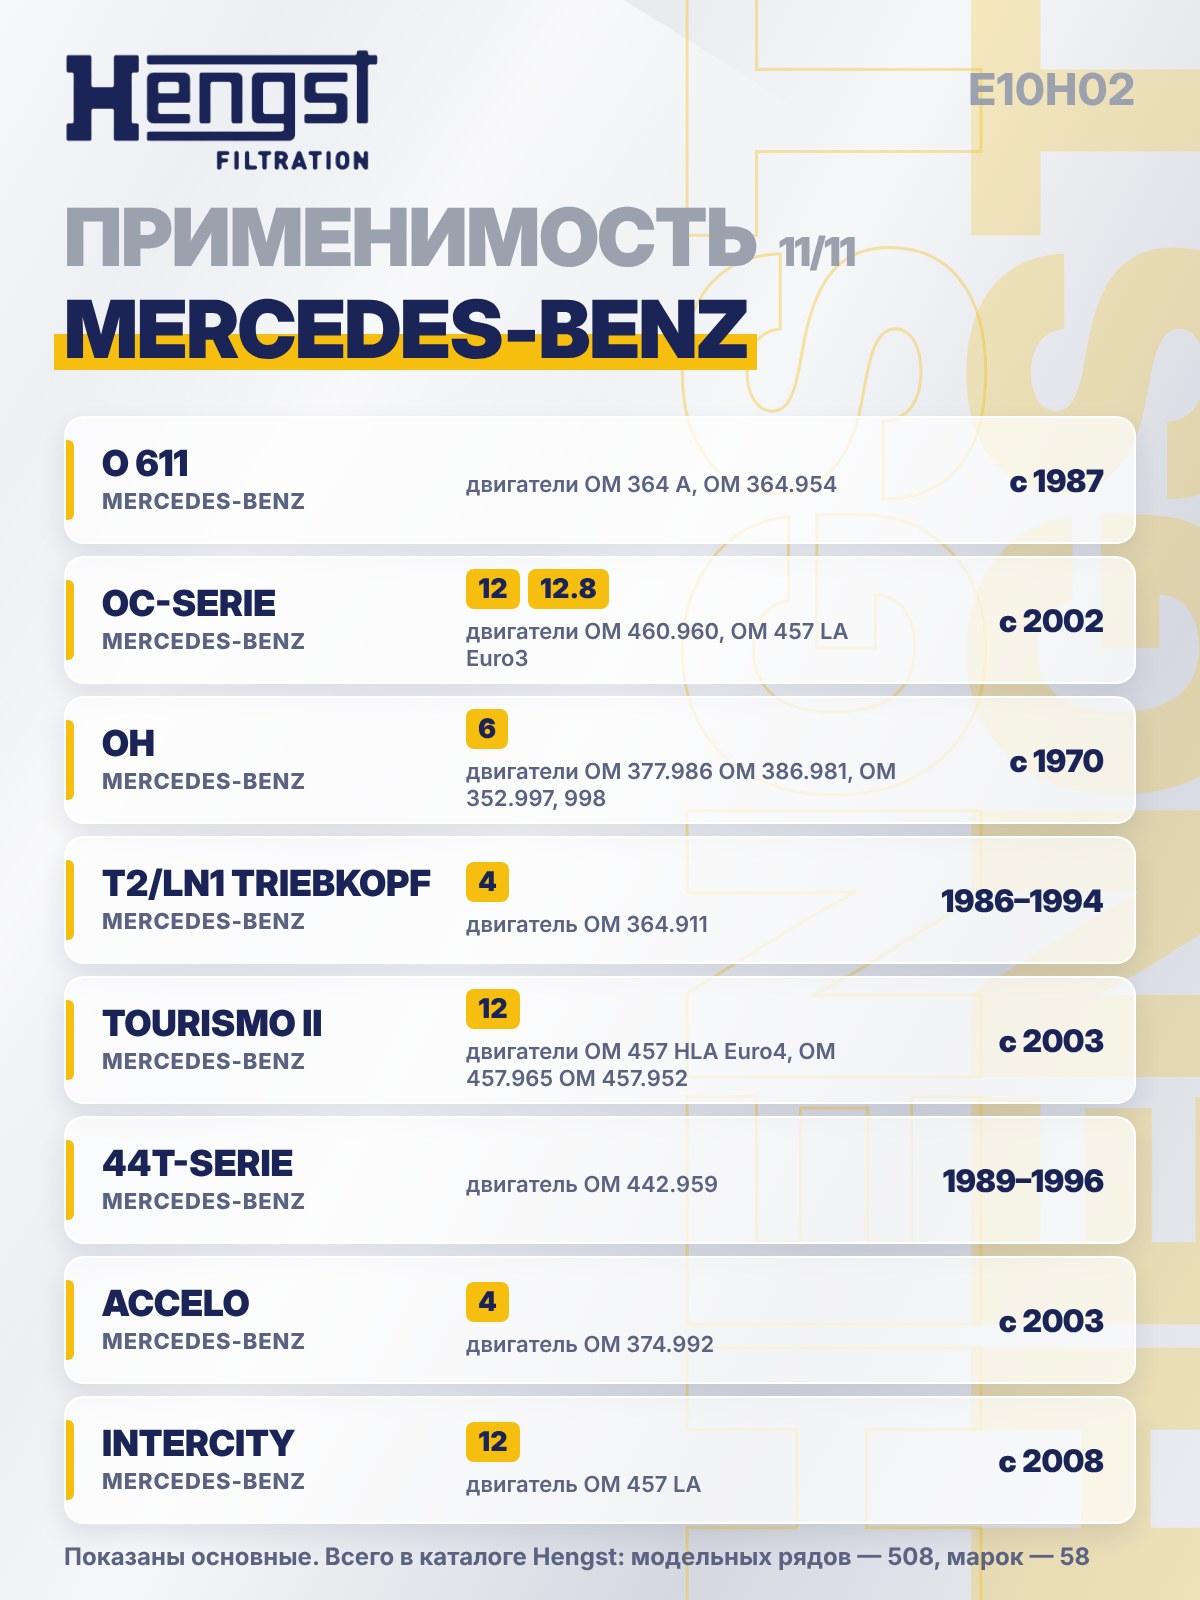 Hengst
FILTRATION
E10H02
ПРИМЕНИМОСТЬ 11/11
MERCEDES-BENZ
O 611
MERCEDES-BENZ
двигатели OM 364 A, OM 364.954
с 1987
OC-SERIE
MERCEDES-BENZ
12 12.8
двигатели OM 460.960, OM 457 LA
Euro3
с 2002
OH
MERCEDES-BENZ
6
двигатели OM 377.986 OM 386.981, OM
352.997, 998
с 1970
T2/LN1 TRIEBKOPF
MERCEDES-BENZ
4
двигатель OM 364.911
1986–1994
TOURISMO II
MERCEDES-BENZ
12
двигатели OM 457 HLA Euro4, OM
457.965 OM 457.952
с 2003
44T-SERIE
MERCEDES-BENZ
двигатель OM 442.959
1989–1996
ACCELO
MERCEDES-BENZ
4
двигатель OM 374.992
с 2003
INTERCITY
MERCEDES-BENZ
12
двигатель OM 457 LA
с 2008
Показаны основные. Всего в каталоге Hengst: модельных рядов — 508, марок — 58
HENGST
HENGST